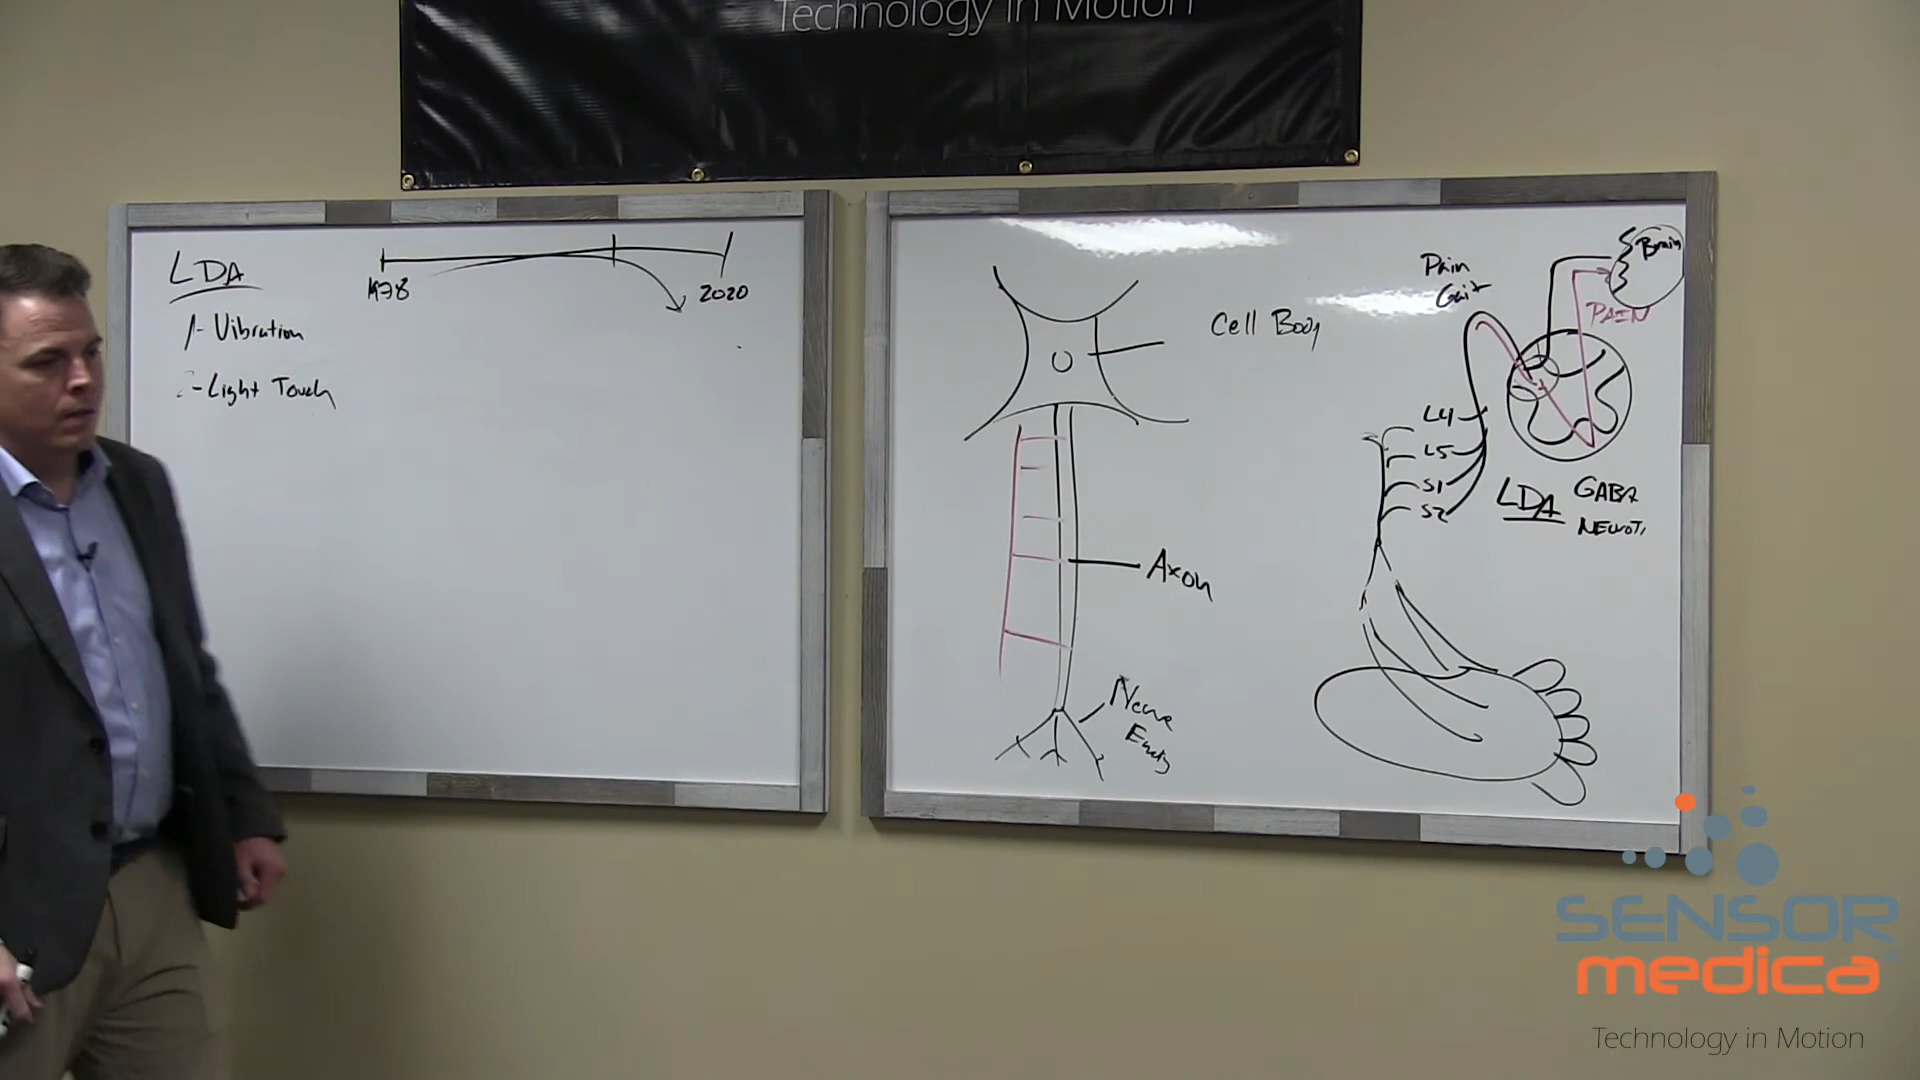 Technology in Motion
LDA
1978
2020
1- Vibration
2-Light Touch
Cell Body
Axon
Nerve
Pain
Gait
Brain
PAIN
L4
L5
S1
S2
LDA
GABA
SENSOR
medica
Technology in Motion